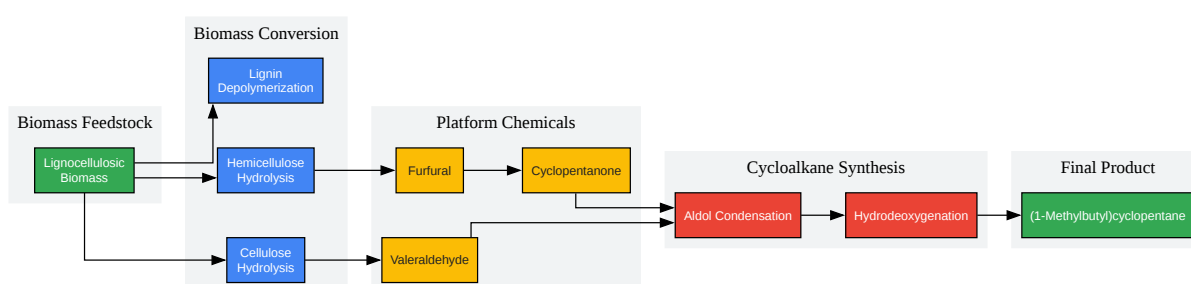 Biomass Conversion
Lignin
Depolymerization
Biomass Feedstock
Lignocellulosic
Biomass
Hemicellulose
Hydrolysis
Cellulose
Hydrolysis
Platform Chemicals
Furfural
Cyclopentanone
Valeraldehyde
Cycloalkane Synthesis
Aldol Condensation
Hydrodeoxygenation
Final Product
(1-Methylbutyl)cyclopentane